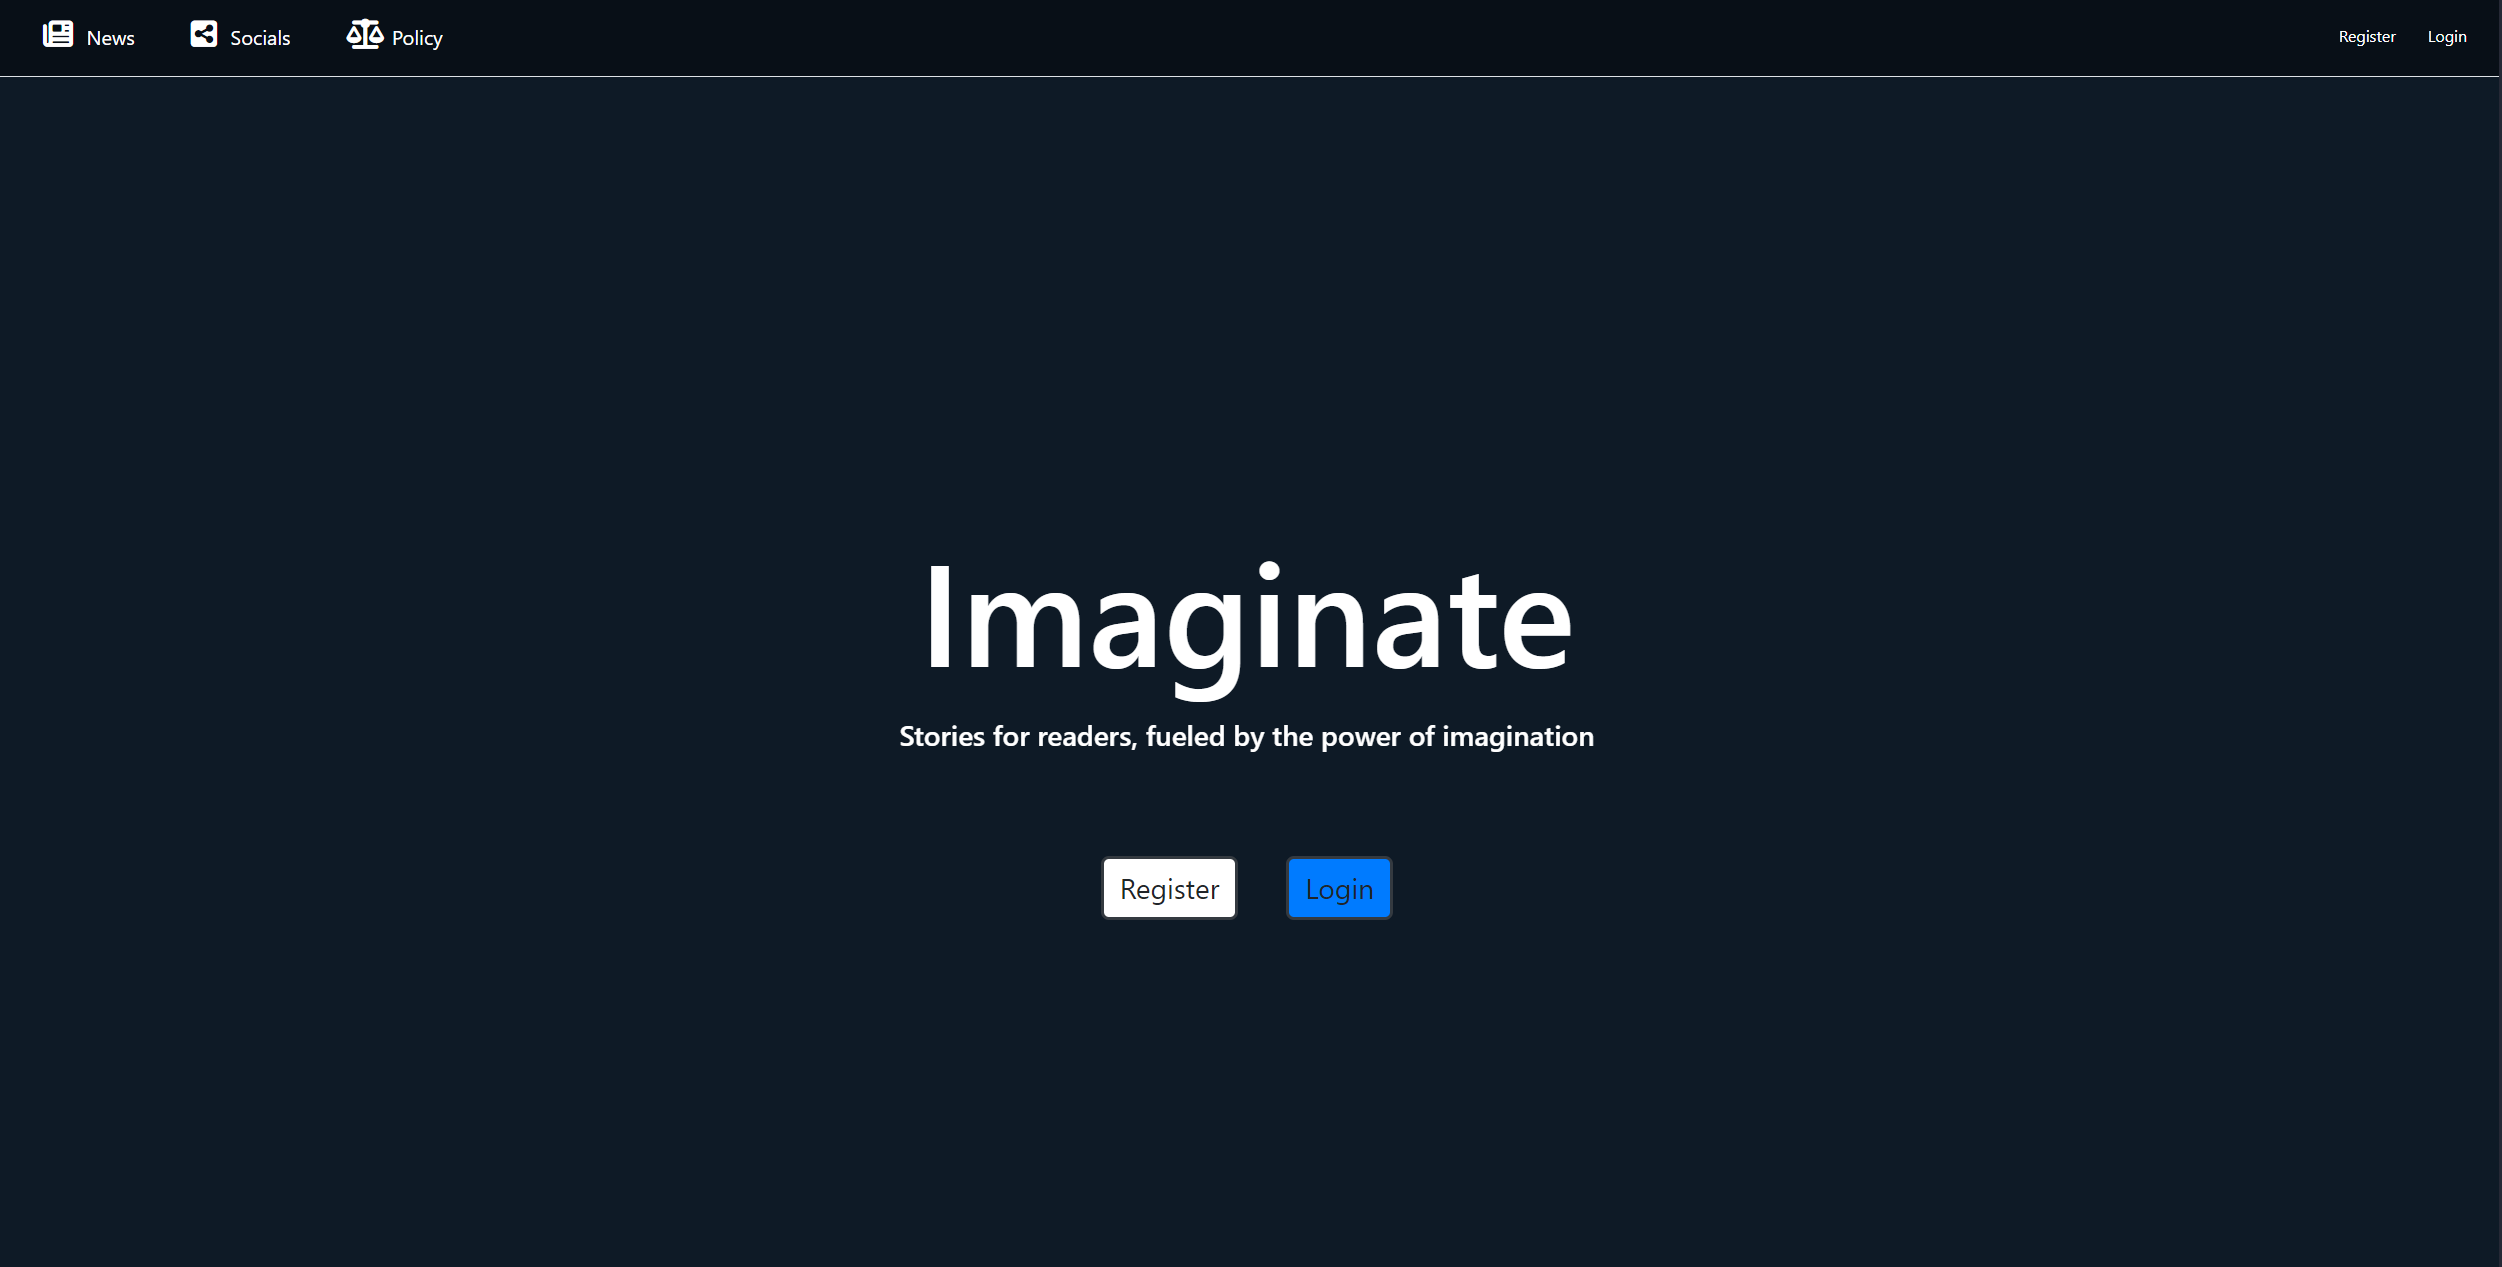 News Socials Policy Register Login
Imaginate
Stories for readers, fueled by the power of imagination
Register Login